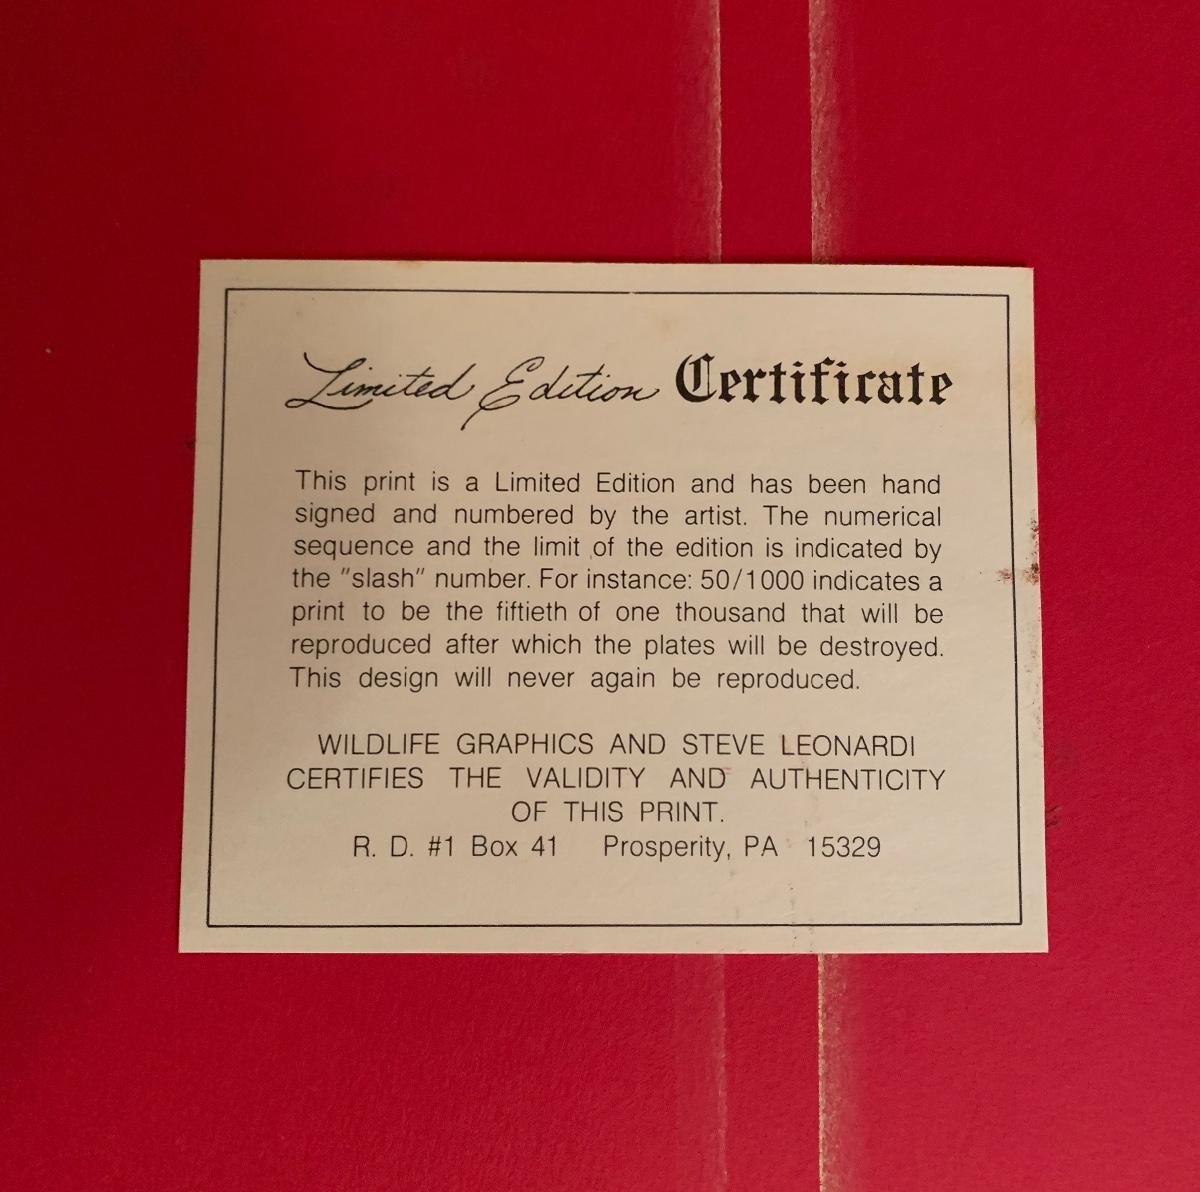 Limited Edition Certificate
This print is a Limited Edition and has been hand
signed and numbered by the artist. The numerical
sequence and the limit of the edition is indicated by
the "slash" number. For instance: 50/1000 indicates a
print to be the fiftieth of one thousand that will be
reproduced after which the plates will be destroyed.
This design will never again be reproduced.
WILDLIFE GRAPHICS AND STEVE LEONARDI
CERTIFIES THE VALIDITY AND AUTHENTICITY
OF THIS PRINT.
R. D. #1 Box 41 Prosperity, PA 15329